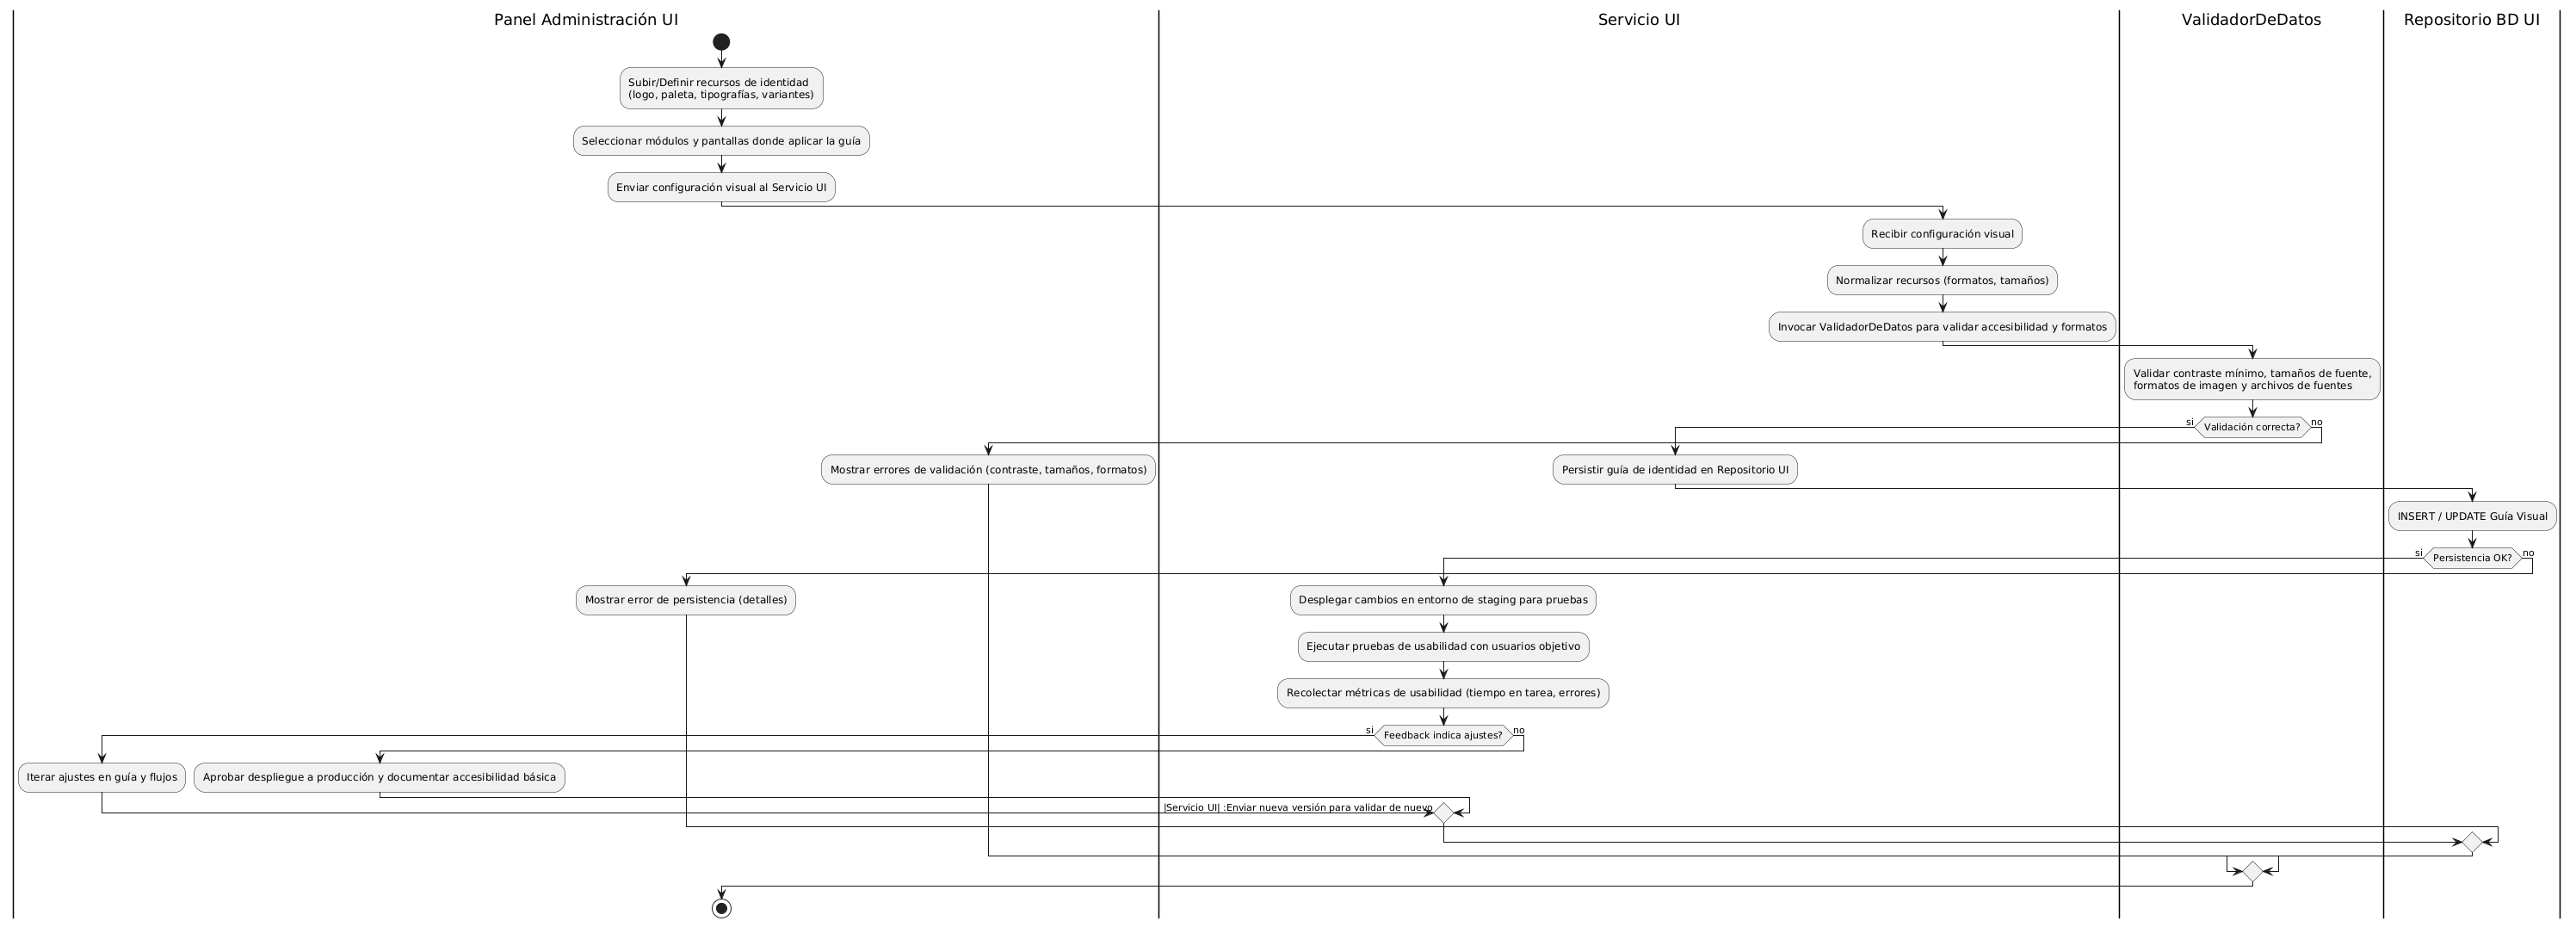 Panel Administración UI
Servicio UI
ValidadorDeDatos
Repositorio BD UI
Subir/Definir recursos de identidad
(logo, paleta, tipografías, variantes)
Seleccionar módulos y pantallas donde aplicar la guía
Enviar configuración visual al Servicio UI
Recibir configuración visual
Normalizar recursos (formatos, tamaños)
Invocar ValidadorDeDatos para validar accesibilidad y formatos
Validar contraste mínimo, tamaños de fuente,
formatos de imagen y archivos de fuentes
si
Validación correcta?
no
Mostrar errores de validación (contraste, tamaños, formatos)
Persistir guía de identidad en Repositorio UI
INSERT / UPDATE Guía Visual
si
Persistencia OK?
no
Mostrar error de persistencia (detalles)
Desplegar cambios en entorno de staging para pruebas
Ejecutar pruebas de usabilidad con usuarios objetivo
Recolectar métricas de usabilidad (tiempo en tarea, errores)
si
Feedback indica ajustes?
no
Iterar ajustes en guía y flujos
Aprobar despliegue a producción y documentar accesibilidad básica
|Servicio UI| :Enviar nueva versión para validar de nuevo